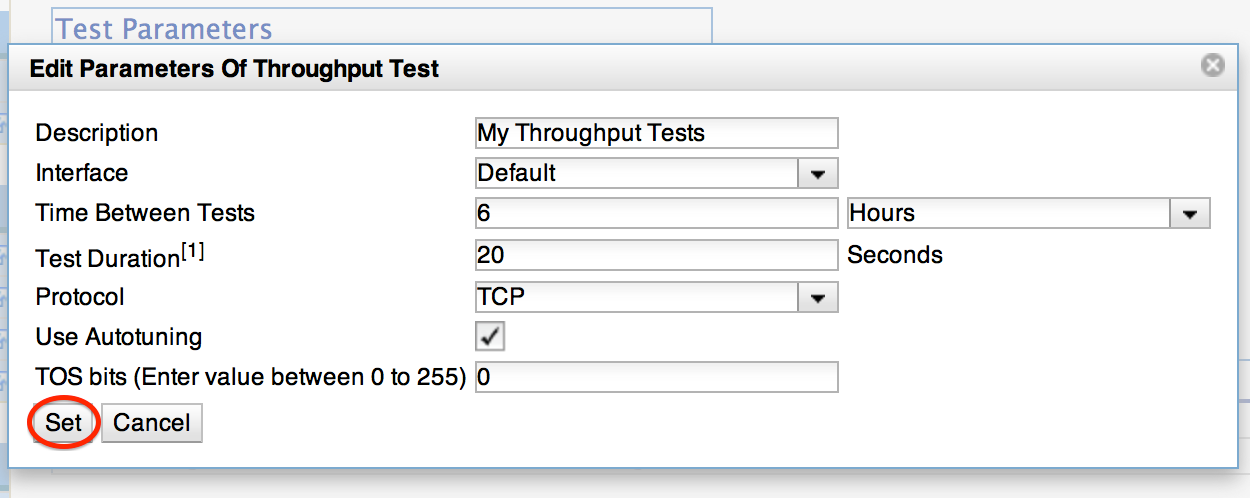 Test Parameters
Edit Parameters Of Throughput Test
Description My Throughput Tests
Interface Default
Time Between Tests 6 Hours
Test Duration[1] 20 Seconds
Protocol TCP
Use Autotuning
TOS bits (Enter value between 0 to 255) 0
Set Cancel